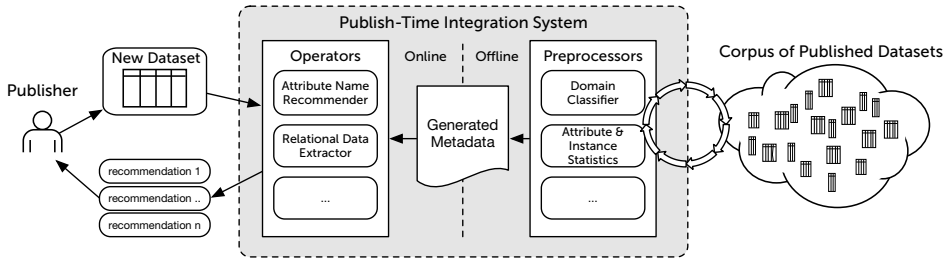 Publish-Time Integration System
Publisher
New Dataset
recommendation 1
recommendation ..
recommendation n
Operators
Attribute Name
Recommender
Relational Data
Extractor
...
Online
Offline
Generated
Metadata
Preprocessors
Domain
Classifier
Attribute &
Instance
Statistics
...
Corpus of Published Datasets